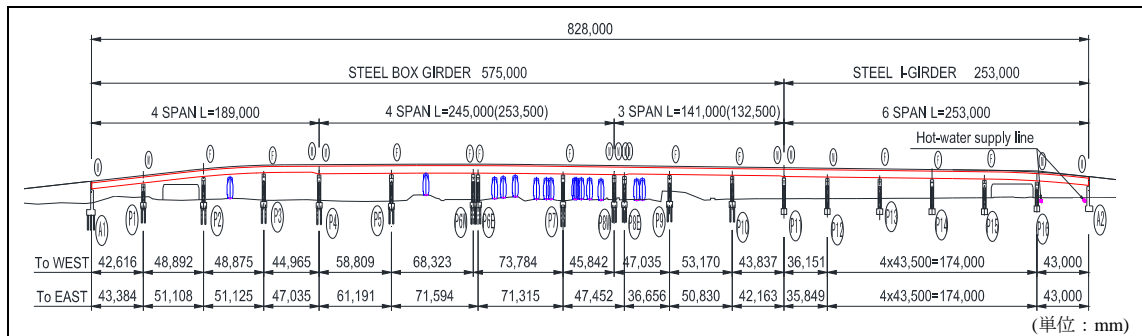 828,000
STEEL BOX GIRDER 575,000
STEEL I-GIRDER 253,000
4 SPAN L=189,000
4 SPAN L=245,000(253,500)
3 SPAN L=141,000(132,500)
6 SPAN L=253,000
Hot-water supply line
A1
P1
P2
P3
P4
P5
P6W
P6E
P7
P8W
P8E
P9
P10
P11
P12
P13
P14
P15
P16
A2
To WEST 42,616 48,892 48,875 44,965 58,809 68,323 73,784 45,842 47,035 53,170 43,837 36,151 4x43,500=174,000 43,000
To EAST 43,384 51,108 51,125 47,035 61,191 71,594 71,315 47,452 36,656 50,830 42,163 35,849 4x43,500=174,000 43,000
(単位：mm)